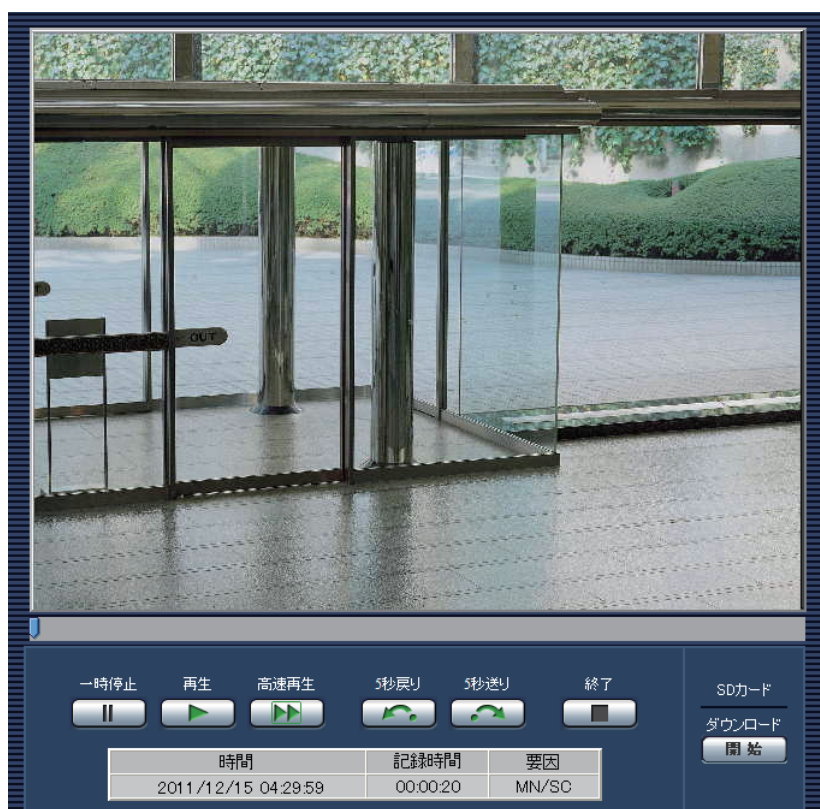 OUT
一時停止
再生
高速再生
5秒戻り
5秒送り
終了
SDカード
ダウンロード
開始
時間 記録時間 要因
2011/12/15 04:29:59 00:00:20 MN/SC